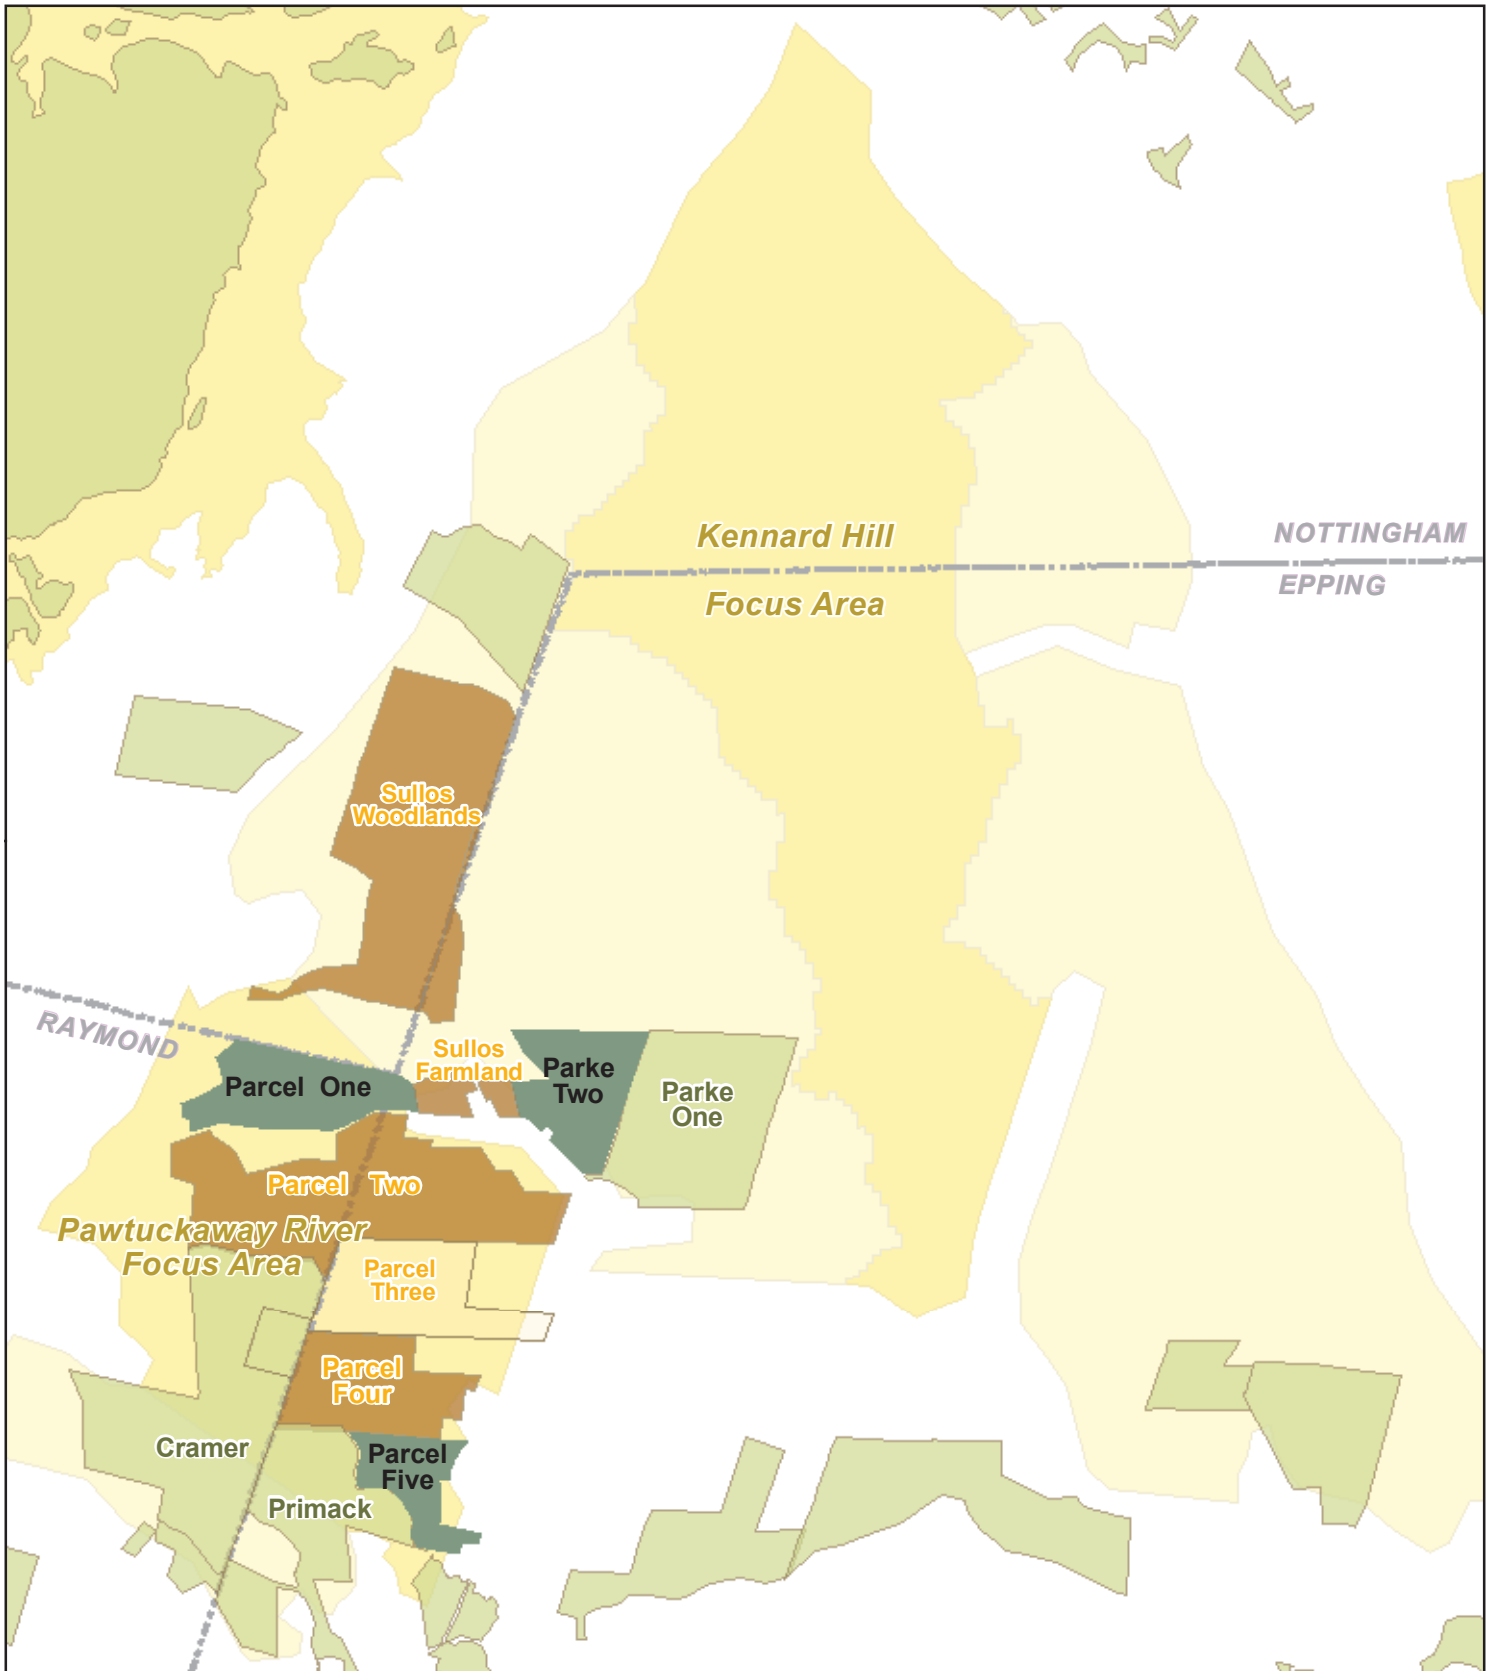 Kennard Hill
Focus Area
NOTTINGHAM
EPPING
Sullos
Woodlands
RAYMOND
Sullos
Farmland
Parcel One
Parke
Two
Parke
One
Parcel Two
Pawtuckaway River
Focus Area
Parcel
Three
Parcel
Four
Cramer
Parcel
Five
Primack